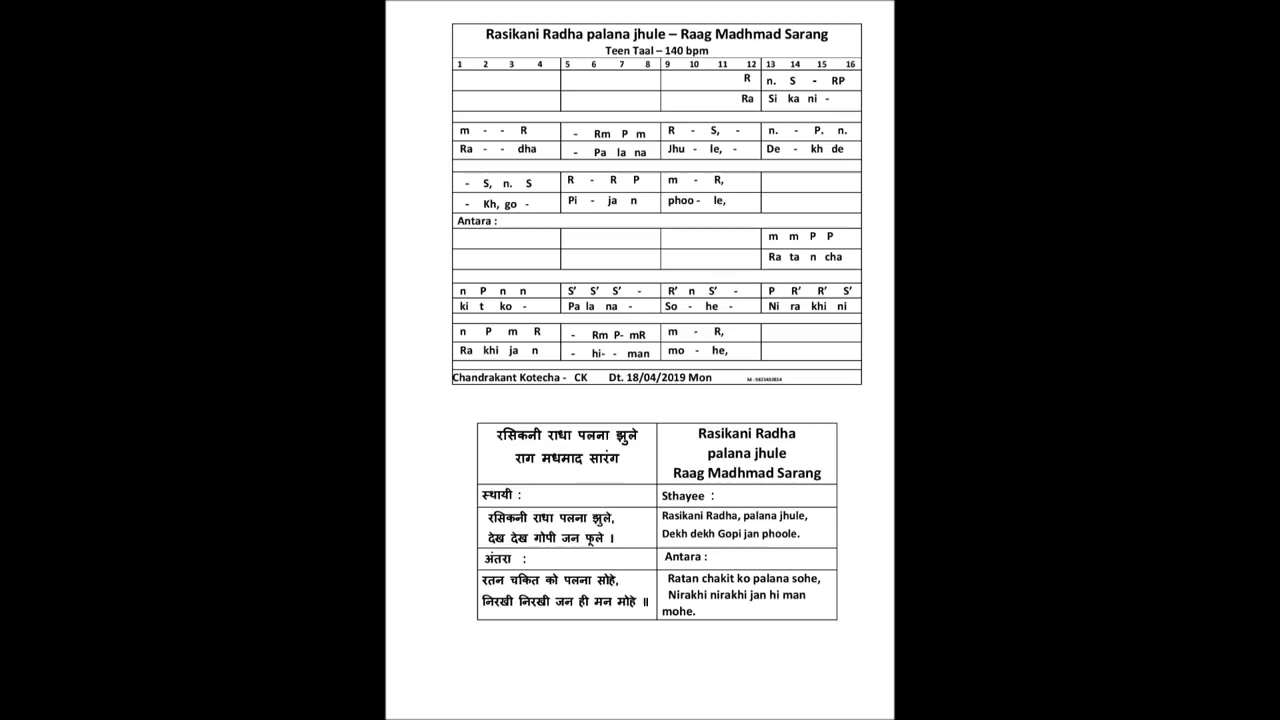 Rasikani Radha palana jhule – Raag Madhmad Sarang
Teen Taal – 140 bpm
1 2 3 4 5 6 7 8 9 10 11 12 13 14 15 16
R n. S - RP
Ra Si ka ni -
m - - R - Rm P m R - S, - n. - P. n.
Ra - - dha - Pa la na Jhu - le, - De - kh de
- S, n. S R - R P m - R,
- Kh, go - Pi - ja n phoo - le,
Antara :
m m P P
Ra ta n cha
n P n n S’ S’ S’ - R’ n S’ - P R’ R’ S’
ki t ko - Pa la na - So - he - Ni ra khi ni
n P m R - Rm P- mR m - R,
Ra khi ja n - hi- - man mo - he,
Chandrakant Kotecha - CK Dt. 18/04/2019 Mon
रसिकनी राधा पलना झुले
राग मधमाद सारंग
Rasikani Radha
palana jhule
Raag Madhmad Sarang
स्थायी :
Sthayee :
रसिकनी राधा पलना झुले,
देख देख गोपी जन फूले ।
Rasikani Radha, palana jhule,
Dekh dekh Gopi jan phoole.
अंतरा :
Antara :
रतन चकित को पलना सोहे,
निरखी निरखी जन ही मन मोहे ॥
Ratan chakit ko palana sohe,
Nirakhi nirakhi jan hi man
mohe.